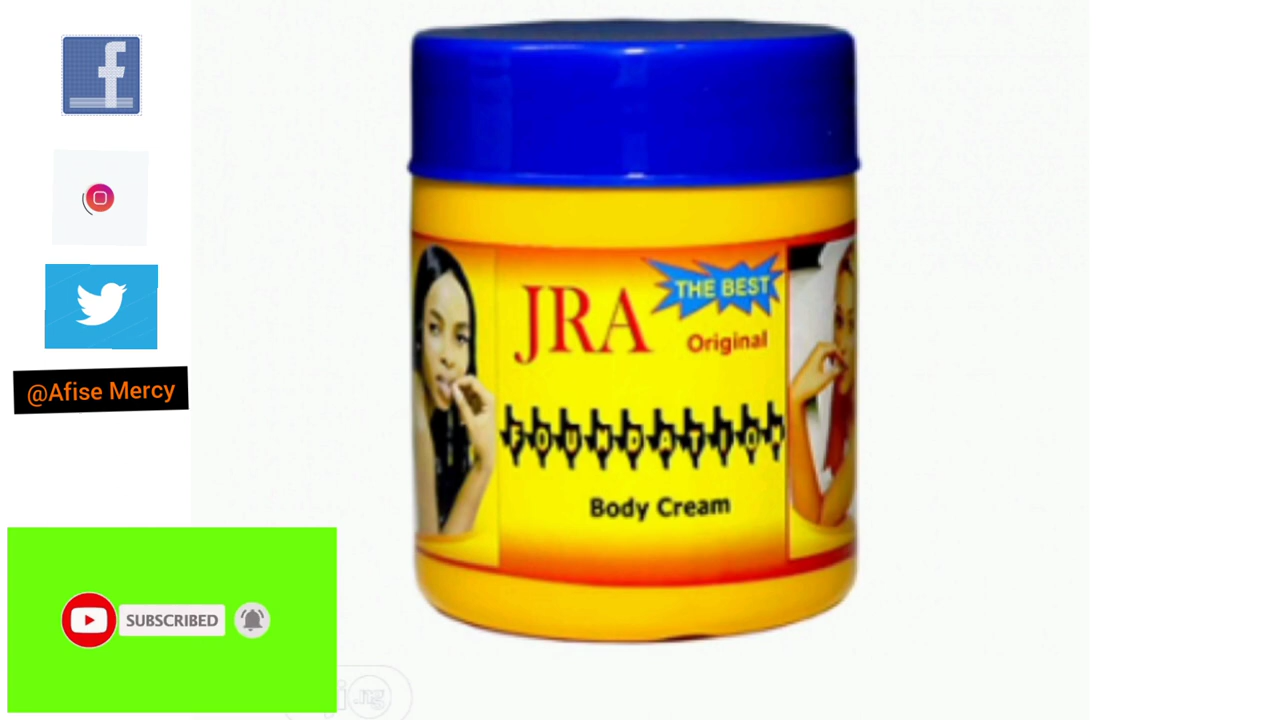 @Afise Mercy
SUBSCRIBED
JRA
THE BEST
Original
FOUNDATION
Body Cream